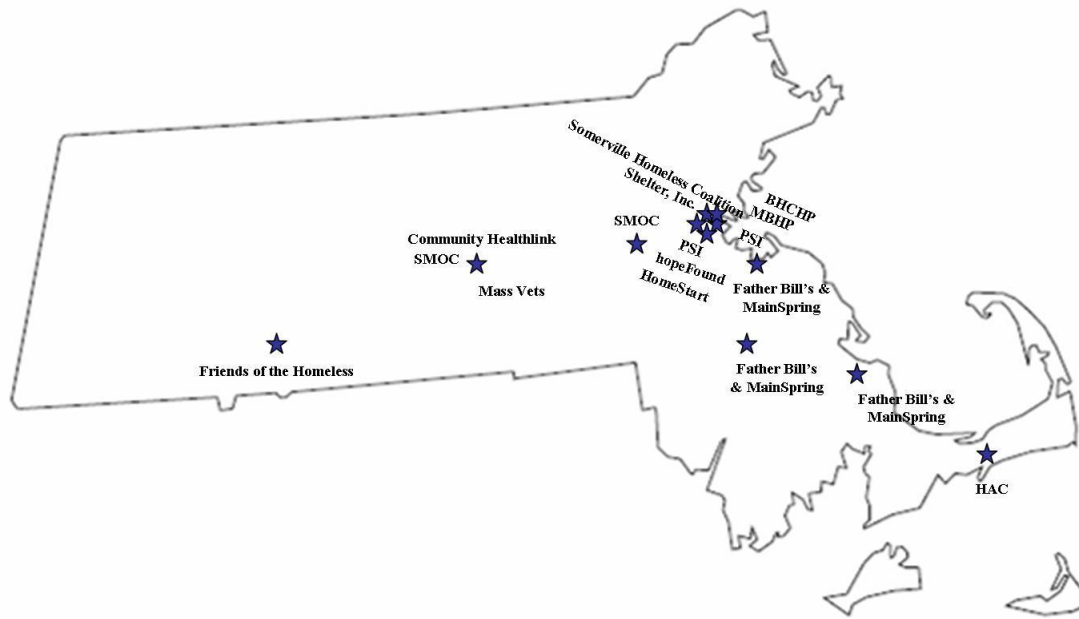 Somerville Homeless Coalition
Shelter, Inc.
BHCHP
MBHP
PSI
SMOC
PSI
hopeFound
HomeStart
Community Healthlink
SMOC
Mass Vets
Father Bill's &
MainSpring
Friends of the Homeless
Father Bill's
& MainSpring
Father Bill's &
MainSpring
HAC